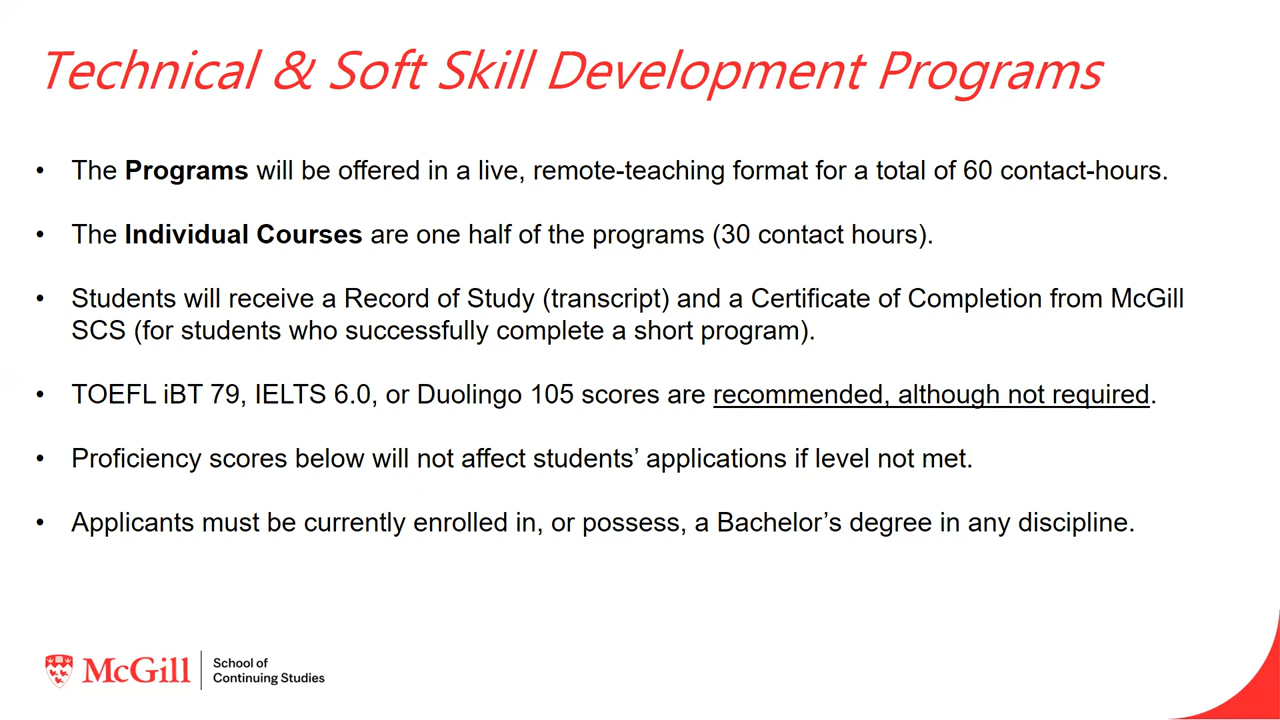 Technical & Soft Skill Development Programs
• The Programs will be offered in a live, remote-teaching format for a total of 60 contact-hours.
• The Individual Courses are one half of the programs (30 contact hours).
• Students will receive a Record of Study (transcript) and a Certificate of Completion from McGill
SCS (for students who successfully complete a short program).
• TOEFL iBT 79, IELTS 6.0, or Duolingo 105 scores are recommended, although not required.
• Proficiency scores below will not affect students’ applications if level not met.
• Applicants must be currently enrolled in, or possess, a Bachelor’s degree in any discipline.
McGill
School of
Continuing Studies